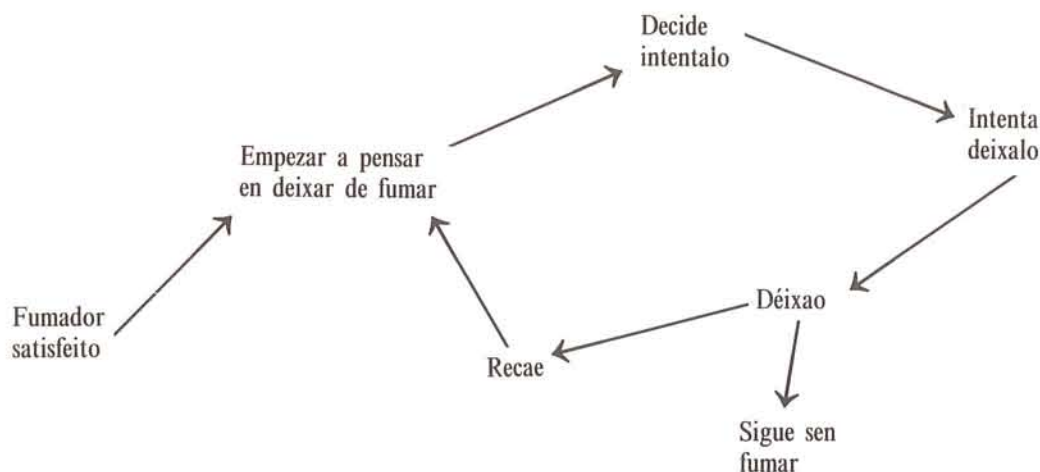 Decide
intentalo
Intenta
deixalo
Empezar a pensar
en deixar de fumar
Fumador
satisfeito
Déixao
Recae
Sigue sen
fumar